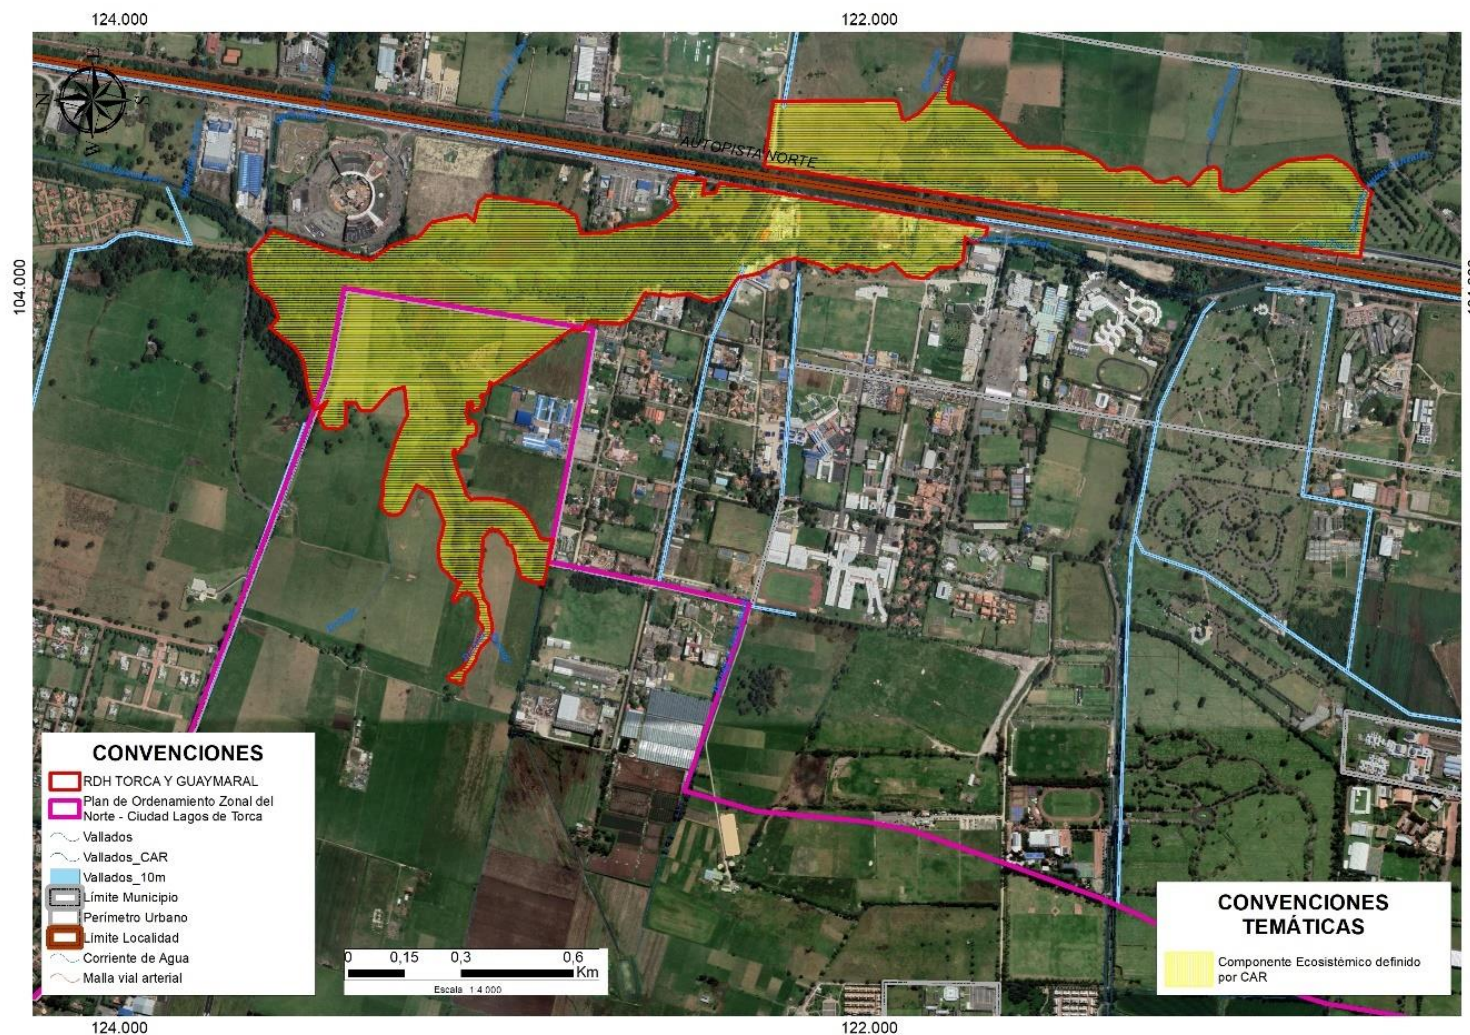 124.000
122.000
N
S
W
AUTOPISTA NORTE
104.000
CONVENCIONES
RDH TORCA Y GUAYMARAL
Plan de Ordenamiento Zonal del
Norte - Ciudad Lagos de Torca
Vallados
Vallados_CAR
Vallados_10m
Límite Municipio
Perímetro Urbano
Límite Localidad
Corriente de Agua
Malla vial arterial
0 0,15 0,3 0,6
Km
Escala 1:4.000
CONVENCIONES
TEMÁTICAS
Componente Ecosistémico definido
por CAR
124.000
122.000